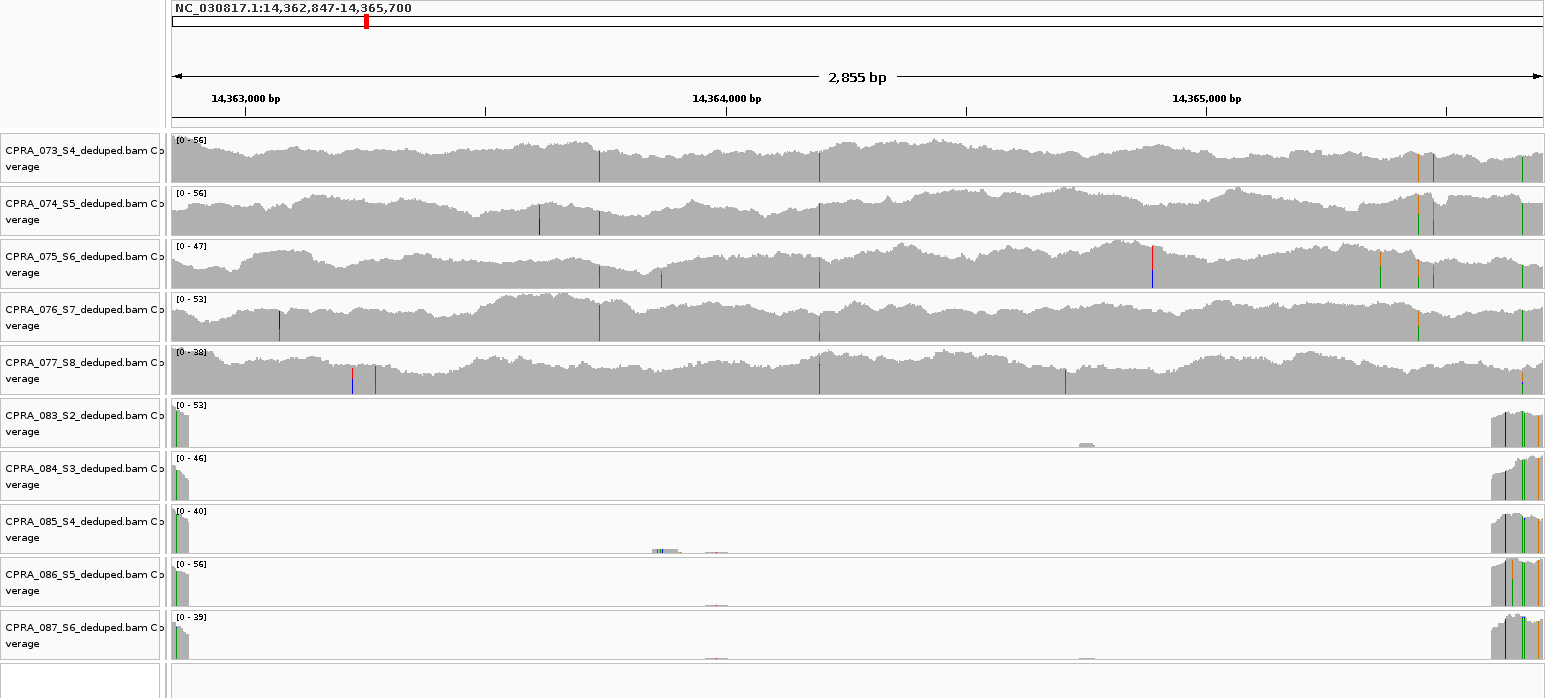 NC_030817.1:14,362,847-14,365,700
2,855 bp
14,363,000 bp 14,364,000 bp 14,365,000 bp
CPRA_073_S4_deduped.bam Co
verage
[0 - 56]
CPRA_074_S5_deduped.bam Co
verage
[0 - 56]
CPRA_075_S6_deduped.bam Co
verage
[0 - 47]
CPRA_076_S7_deduped.bam Co
verage
[0 - 53]
CPRA_077_S8_deduped.bam Co
verage
[0 - 38]
CPRA_083_S2_deduped.bam Co
verage
[0 - 53]
CPRA_084_S3_deduped.bam Co
verage
[0 - 46]
CPRA_085_S4_deduped.bam Co
verage
[0 - 40]
CPRA_086_S5_deduped.bam Co
verage
[0 - 56]
CPRA_087_S6_deduped.bam Co
verage
[0 - 39]